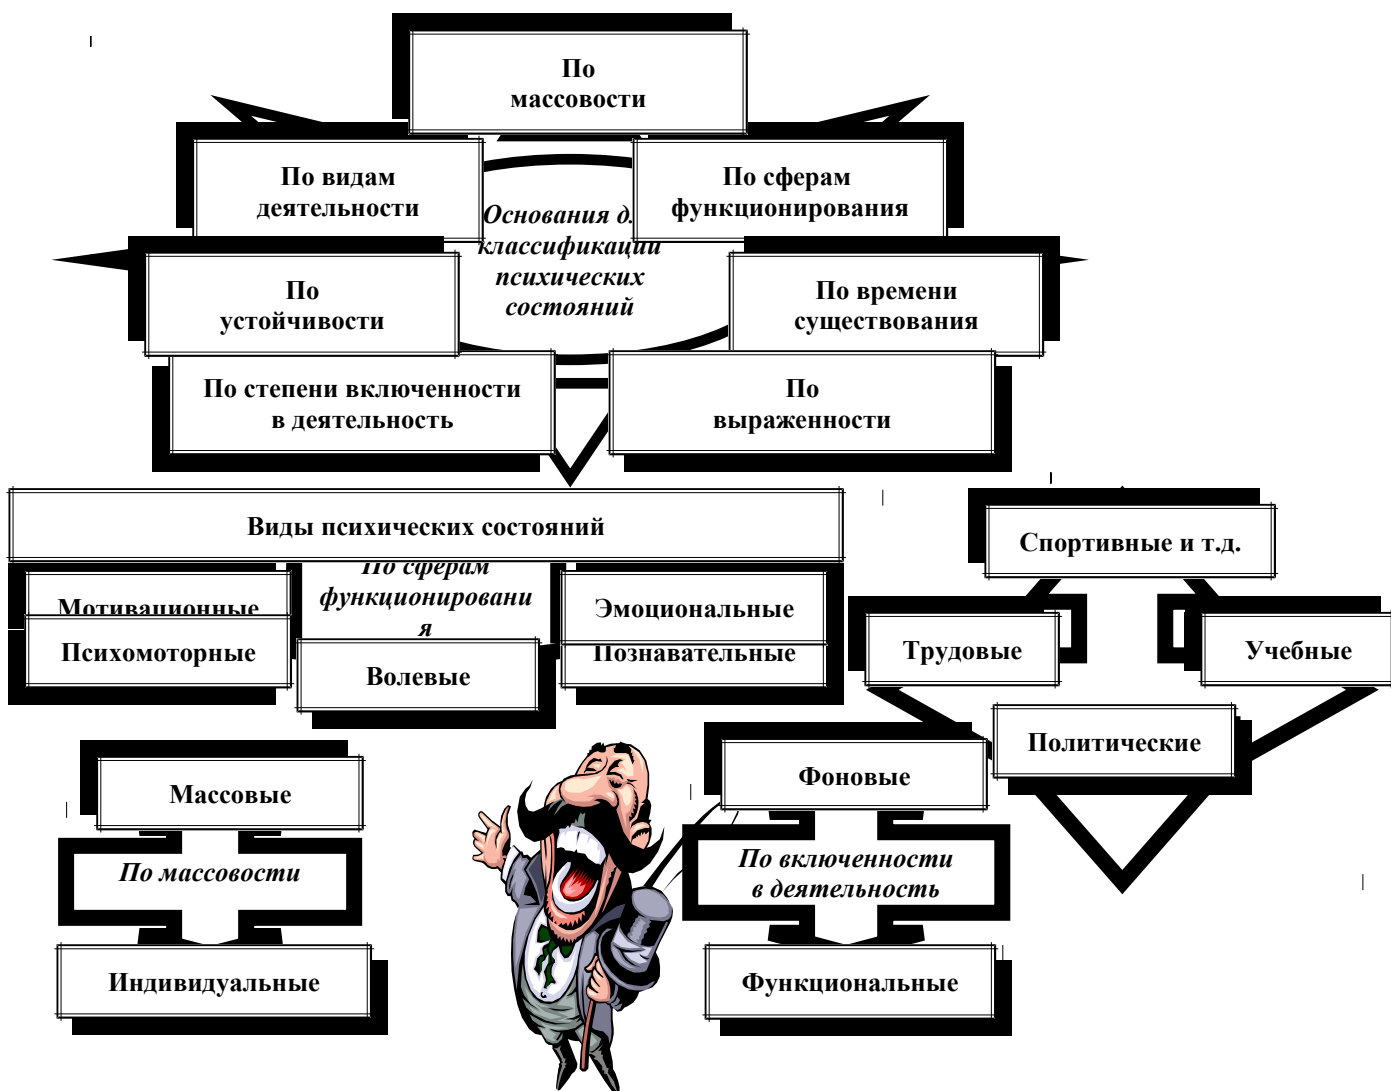 По
массовости
По видам
деятельности
По сферам
функционирования
Основания д
классификации
психических
состояний
По
устойчивости
По времени
существования
По степени включенности
в деятельность
По
выраженности
Виды психических состояний
Спортивные и т.д.
По сферам
функционировани
я
Мотивационные
Эмоциональные
Психомоторные
Познавательные
Волевые
Трудовые
Учебные
Политические
Массовые
По массовости
Индивидуальные
Фоновые
По включенности
в деятельность
Функциональные